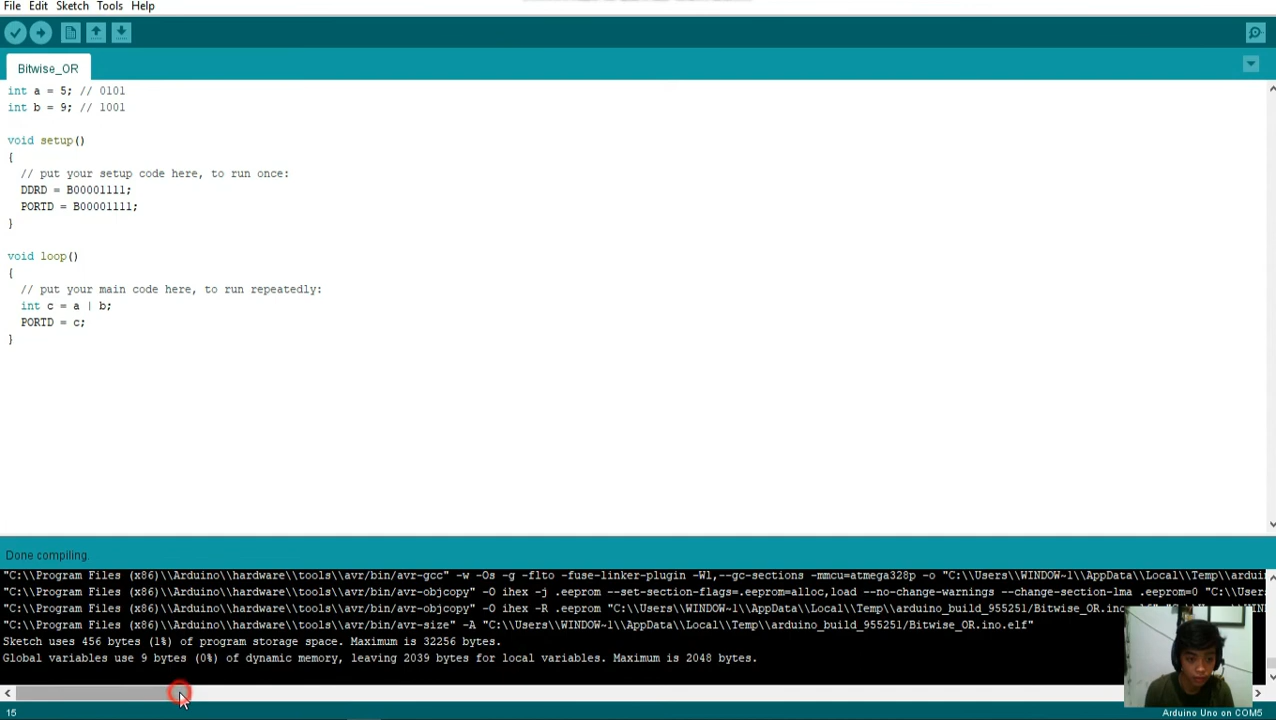 File Edit Sketch Tools Help
Bitwise_OR
int a = 5; // 0101
int b = 9; // 1001
void setup()
{
// put your setup code here, to run once:
DDRD = B00001111;
PORTD = B00001111;
}
void loop()
{
// put your main code here, to run repeatedly:
int c = a | b;
PORTD = c;
}
Done compiling.
"C:\\Program Files (x86)\\Arduino\\hardware\\tools\\avr/bin/avr-gcc" -w -Os -g -flto -fuse-linker-plugin -Wl,--gc-sections -mmcu=atmega328p -o "C:\\Users\\WINDOW~1\\AppData\\Local\\Temp\\arduin
"C:\\Program Files (x86)\\Arduino\\hardware\\tools\\avr/bin/avr-objcopy" -O ihex -j .eeprom --set-section-flags=.eeprom=alloc,load --no-change-warnings --change-section-lma .eeprom=0 "C:\\Users
"C:\\Program Files (x86)\\Arduino\\hardware\\tools\\avr/bin/avr-objcopy" -O ihex -R .eeprom "C:\\Users\\WINDOW~1\\AppData\\Local\\Temp\\arduino_build_955251/Bitwise_OR.ino.elf"
"C:\\Program Files (x86)\\Arduino\\hardware\\tools\\avr/bin/avr-size" -A "C:\\Users\\WINDOW~1\\AppData\\Local\\Temp\\arduino_build_955251/Bitwise_OR.ino.elf"
Sketch uses 456 bytes (1%) of program storage space. Maximum is 32256 bytes.
Global variables use 9 bytes (0%) of dynamic memory, leaving 2039 bytes for local variables. Maximum is 2048 bytes.
15
Arduino Uno on COM5